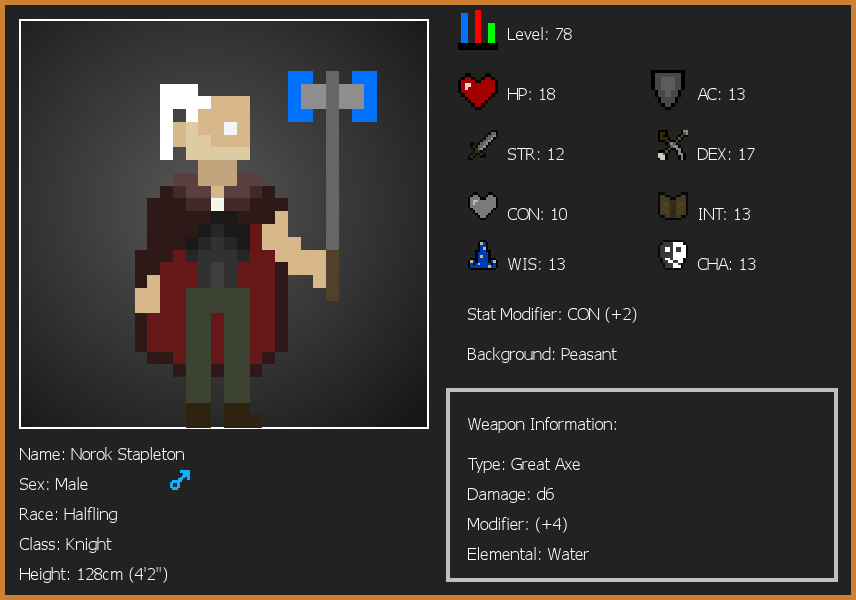 Level: 78
HP: 18
AC: 13
STR: 12
DEX: 17
CON: 10
INT: 13
WIS: 13
CHA: 13
Stat Modifier: CON (+2)
Background: Peasant
Weapon Information:
Type: Great Axe
Damage: d6
Modifier: (+4)
Elemental: Water
Name: Norok Stapleton
Sex: Male
Race: Halfling
Class: Knight
Height: 128cm (4'2")